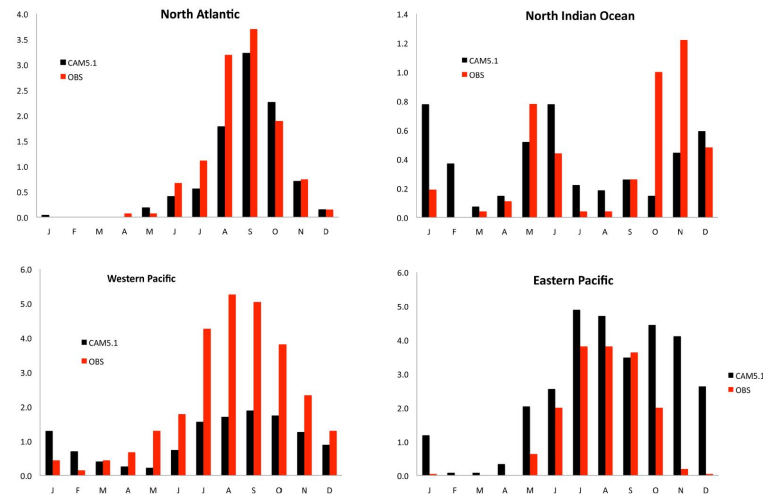 North Atlantic
4.0
3.5
3.0
2.5
2.0
1.5
1.0
0.5
0.0
CAM5.1
OBS
J F M A M J J A S O N D
North Indian Ocean
1.4
1.2
1.0
0.8
0.6
0.4
0.2
0.0
CAM5.1
OBS
J F M A M J J A S O N D
Western Pacific
6.0
5.0
4.0
3.0
2.0
1.0
0.0
CAM5.1
OBS
J F M A M J J A S O N D
Eastern Pacific
6.0
5.0
4.0
3.0
2.0
1.0
0.0
CAM5.1
OBS
J F M A M J J A S O N D